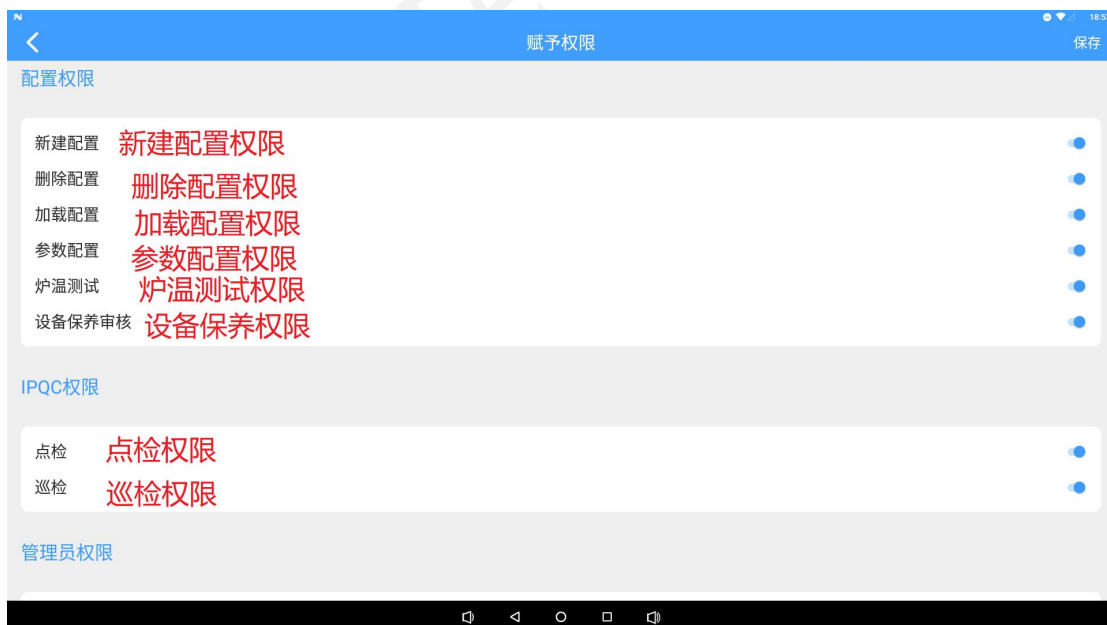 18:5
赋予权限
保存
配置权限
新建配置 新建配置权限
删除配置 删除配置权限
加载配置 加载配置权限
参数配置 参数配置权限
炉温测试 炉温测试权限
设备保养审核 设备保养权限
IPQC权限
点检 点检权限
巡检 巡检权限
管理员权限